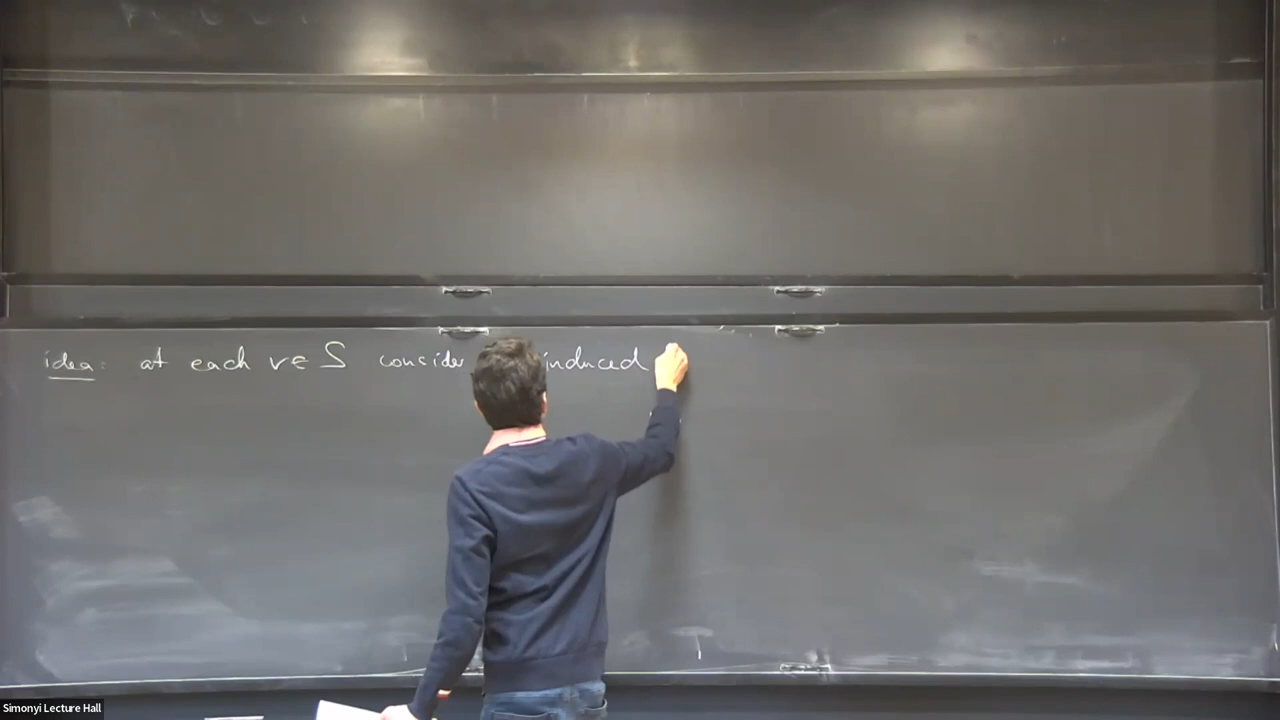 idea: at each v ∈ S consider induced
Simonyi Lecture Hall